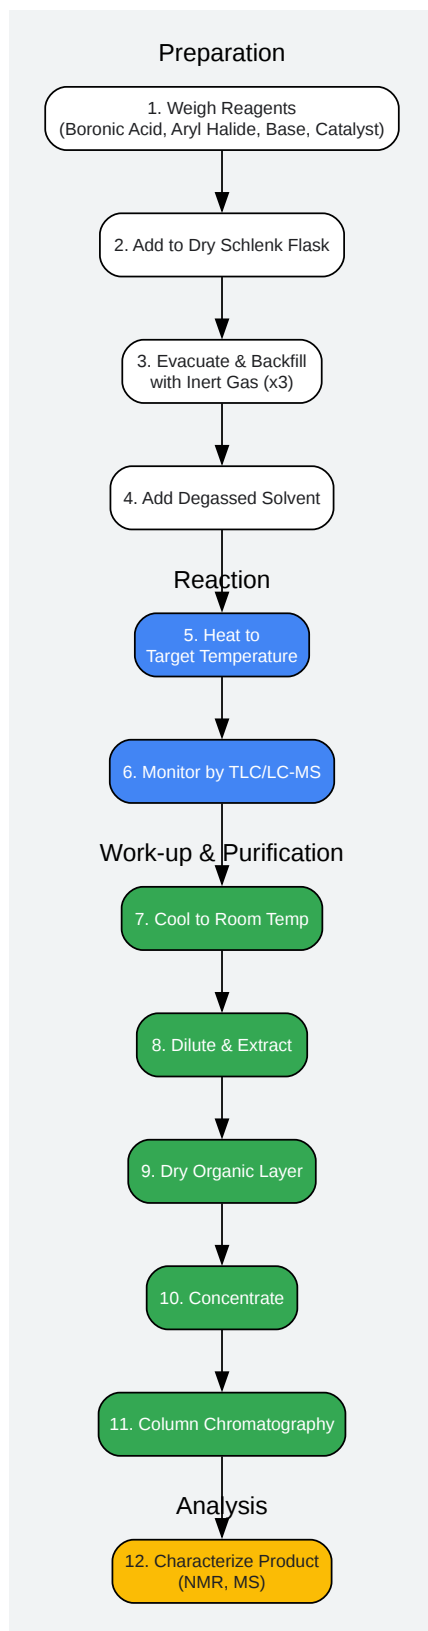 Preparation
1. Weigh Reagents
(Boronic Acid, Aryl Halide, Base, Catalyst)
2. Add to Dry Schlenk Flask
3. Evacuate & Backfill
with Inert Gas (x3)
4. Add Degassed Solvent
Reaction
5. Heat to
Target Temperature
6. Monitor by TLC/LC-MS
Work-up & Purification
7. Cool to Room Temp
8. Dilute & Extract
9. Dry Organic Layer
10. Concentrate
11. Column Chromatography
Analysis
12. Characterize Product
(NMR, MS)